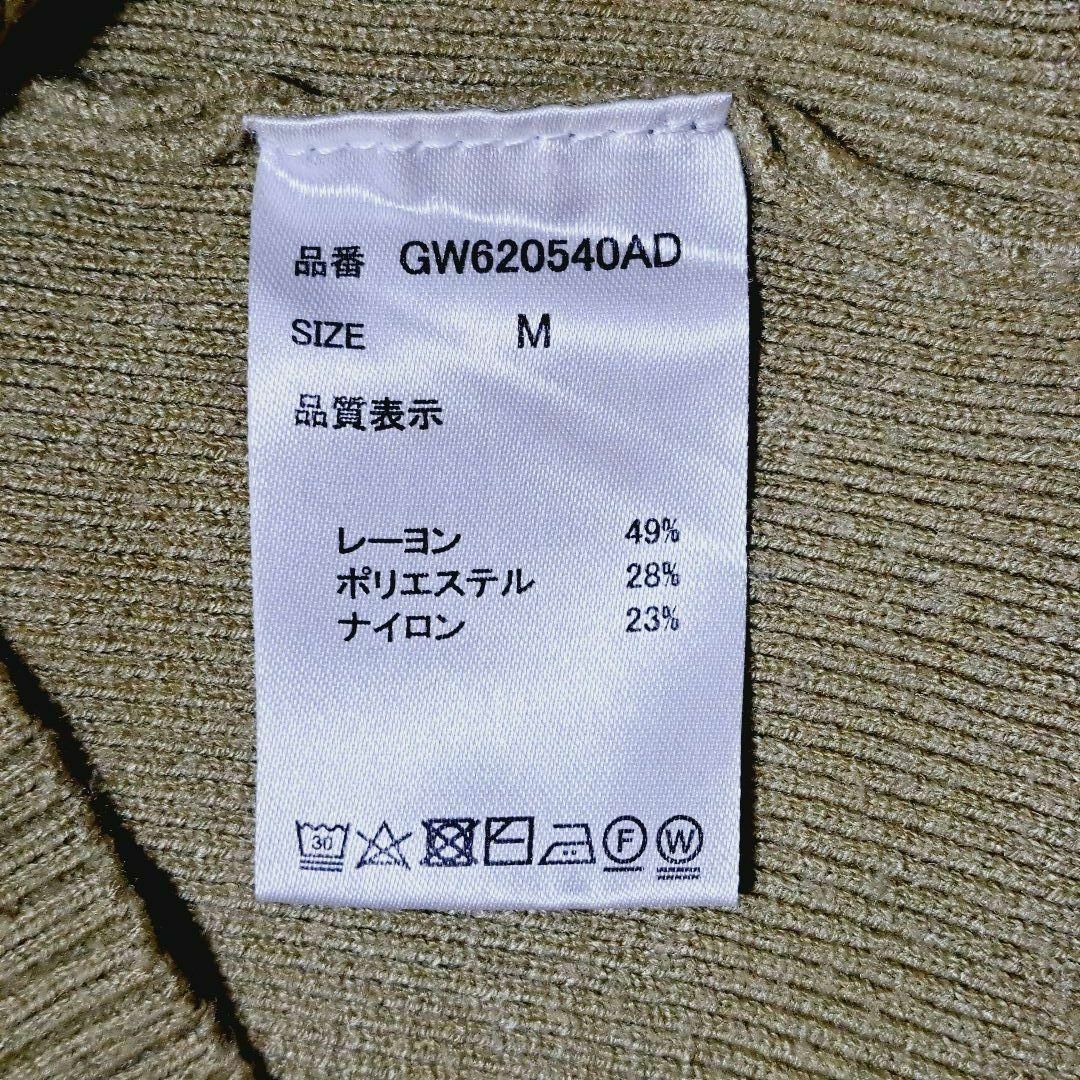 品番 GW620540AD
SIZE M
品質表示
レーヨン 49%
ポリエステル 28%
ナイロン 23%
30 F W